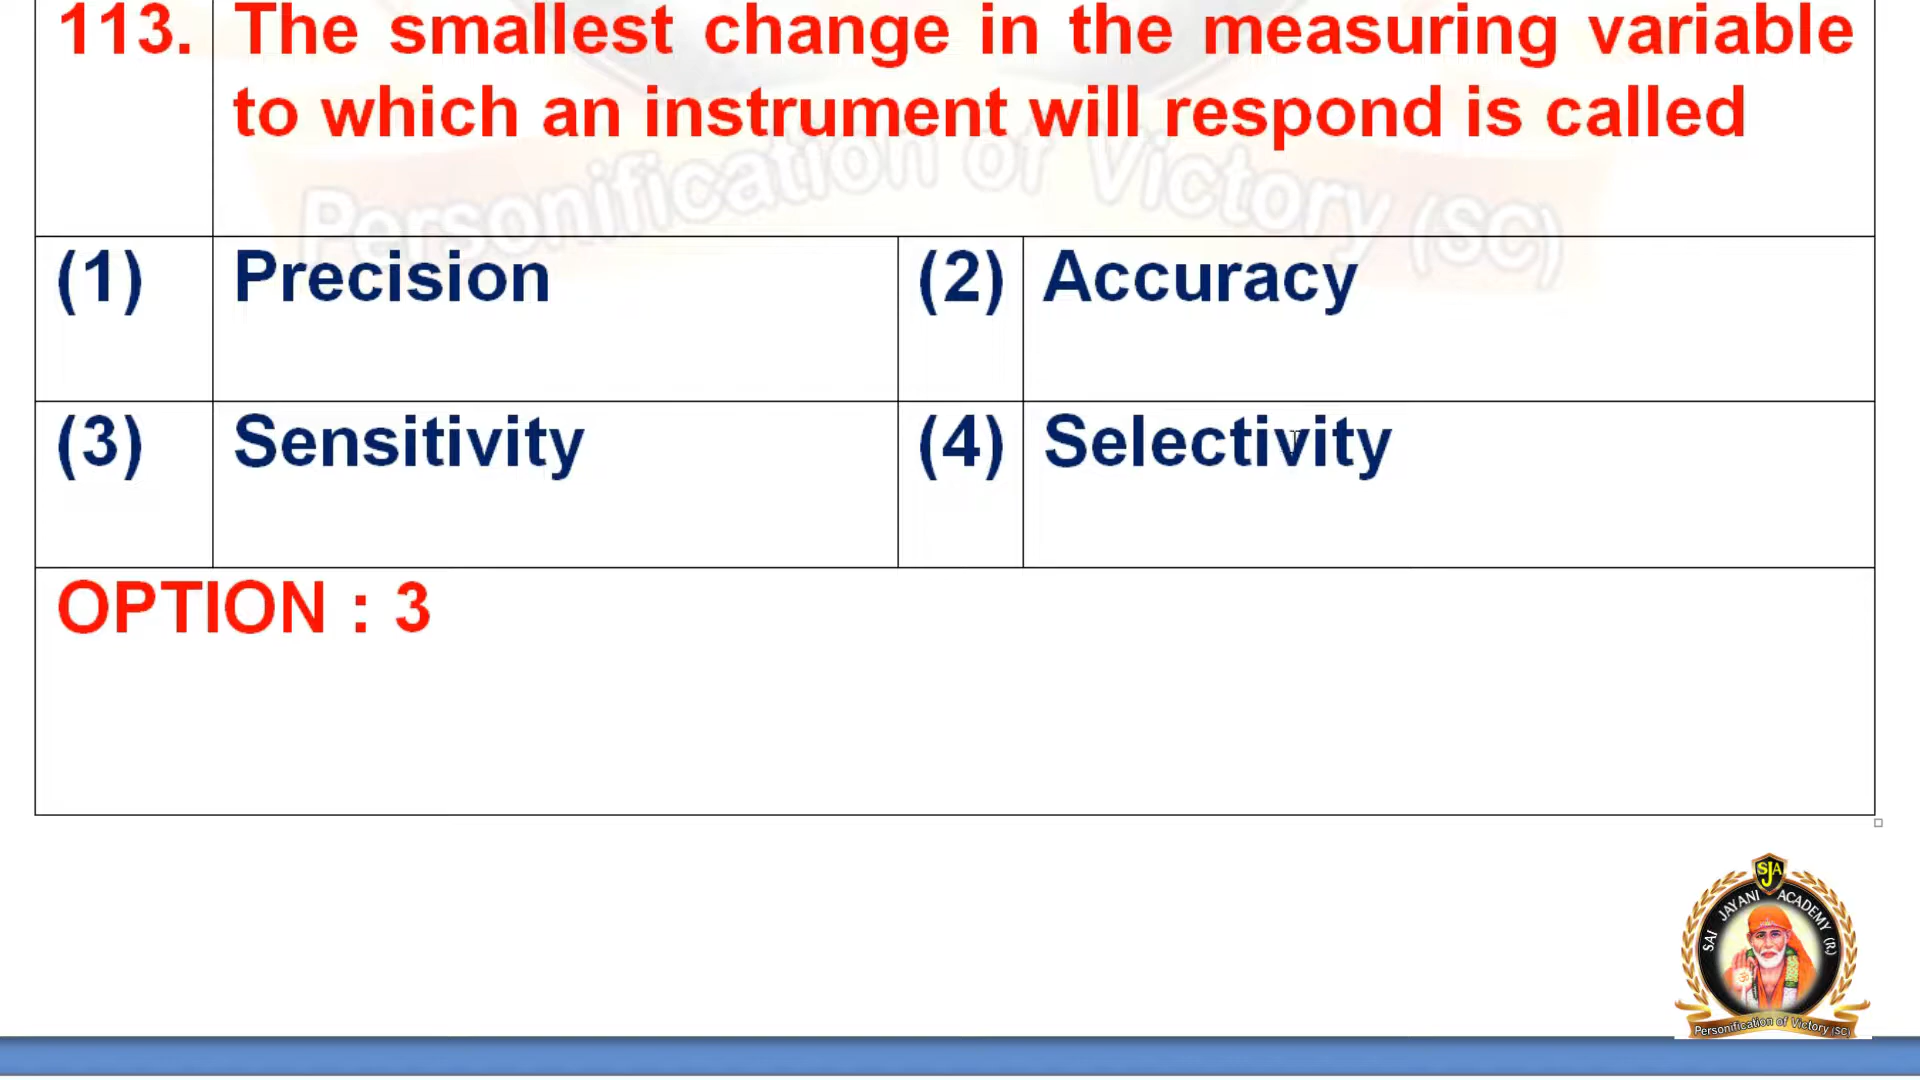 113. The smallest change in the measuring variable
to which an instrument will respond is called
Personification of Victory (SC)
(1) Precision (2) Accuracy
(3) Sensitivity (4) Selectivity
OPTION : 3
SJA
SAI JAYANI ACADEMY (R.)
Personification of Victory (SC)